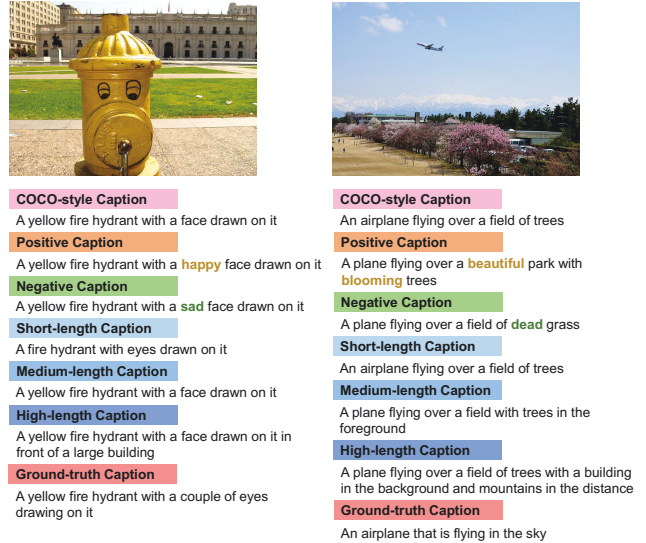 COCO-style Caption
A yellow fire hydrant with a face drawn on it
Positive Caption
A yellow fire hydrant with a happy face drawn on it
Negative Caption
A yellow fire hydrant with a sad face drawn on it
Short-length Caption
A fire hydrant with eyes drawn on it
Medium-length Caption
A yellow fire hydrant with a face drawn on it
High-length Caption
A yellow fire hydrant with a face drawn on it in
front of a large building
Ground-truth Caption
A yellow fire hydrant with a couple of eyes
drawing on it
COCO-style Caption
An airplane flying over a field of trees
Positive Caption
A plane flying over a beautiful park with
blooming trees
Negative Caption
A plane flying over a field of dead grass
Short-length Caption
An airplane flying over a field of trees
Medium-length Caption
A plane flying over a field with trees in the
foreground
High-length Caption
A plane flying over a field of trees with a building
in the background and mountains in the distance
Ground-truth Caption
An airplane that is flying in the sky